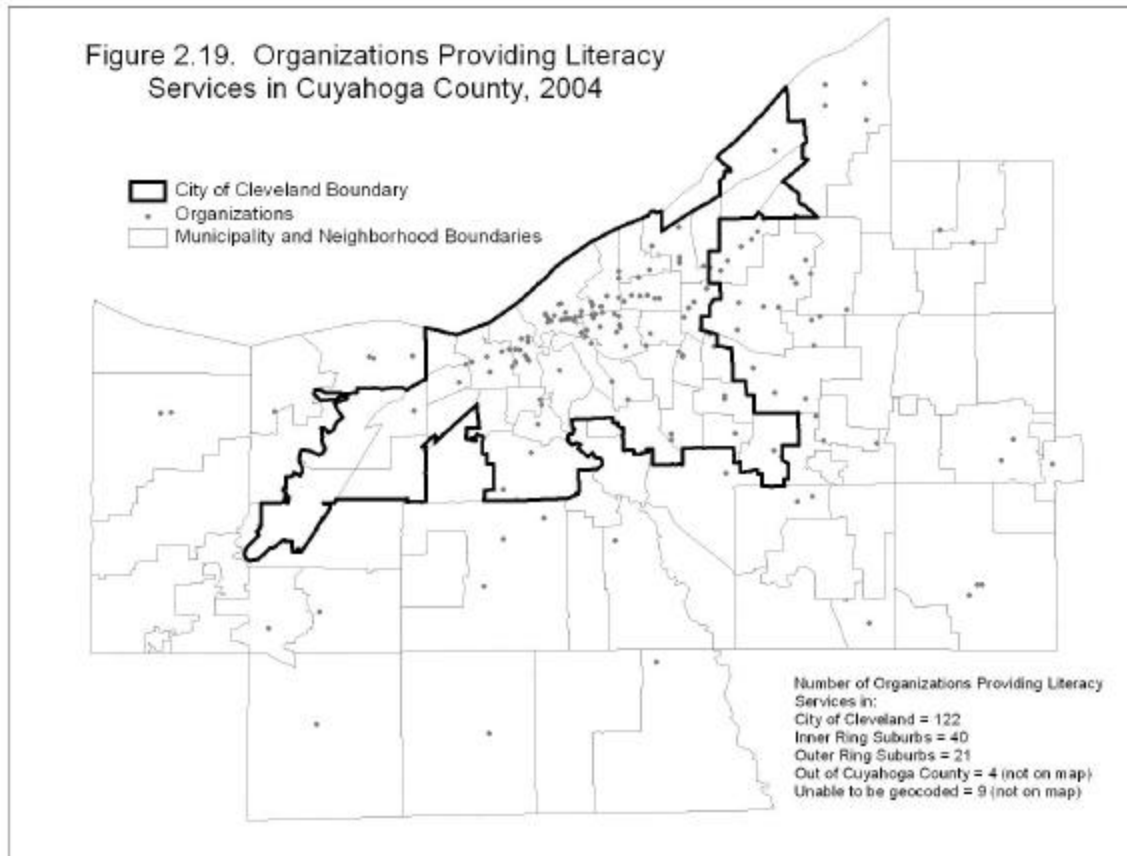 Figure 2.19. Organizations Providing Literacy
Services in Cuyahoga County, 2004
City of Cleveland Boundary
Organizations
Municipality and Neighborhood Boundaries
Number of Organizations Providing Literacy
Services in:
City of Cleveland = 122
Inner Ring Suburbs = 40
Outer Ring Suburbs = 21
Out of Cuyahoga County = 4 (not on map)
Unable to be geocoded = 9 (not on map)